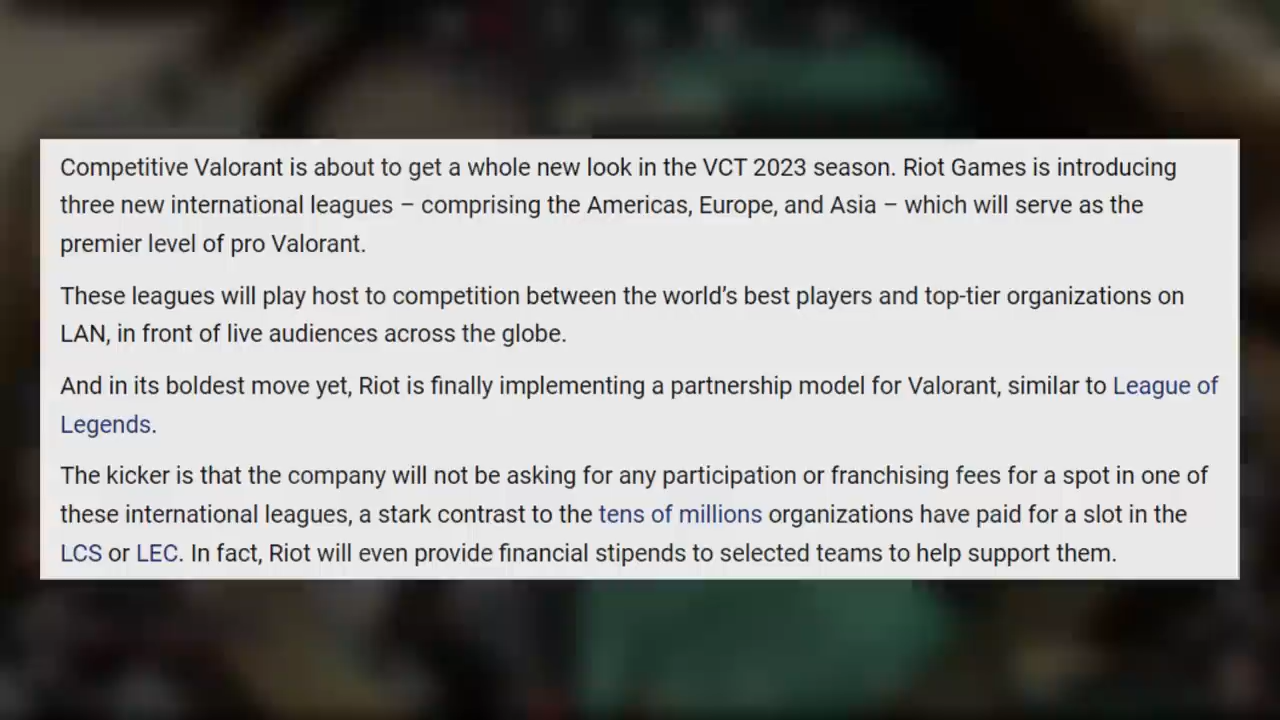 Competitive Valorant is about to get a whole new look in the VCT 2023 season. Riot Games is introducing
three new international leagues – comprising the Americas, Europe, and Asia – which will serve as the
premier level of pro Valorant.
These leagues will play host to competition between the world’s best players and top-tier organizations on
LAN, in front of live audiences across the globe.
And in its boldest move yet, Riot is finally implementing a partnership model for Valorant, similar to League of
Legends.
The kicker is that the company will not be asking for any participation or franchising fees for a spot in one of
these international leagues, a stark contrast to the tens of millions organizations have paid for a slot in the
LCS or LEC. In fact, Riot will even provide financial stipends to selected teams to help support them.